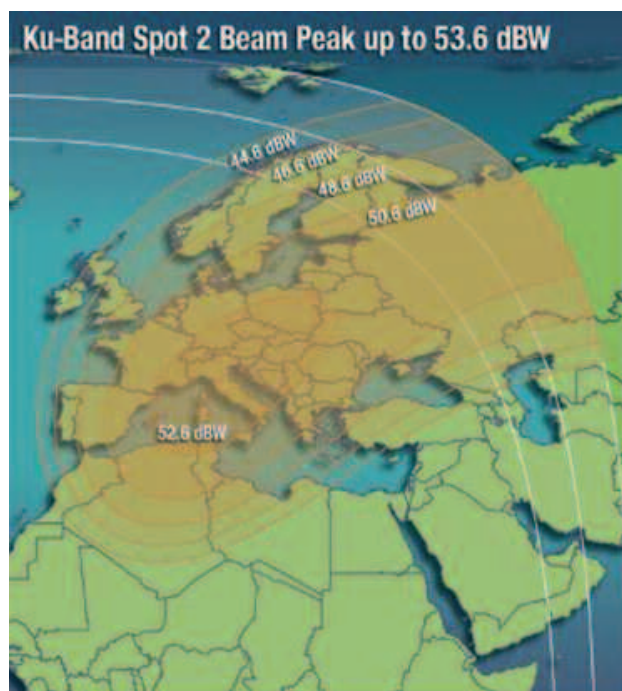 Ku-Band Spot 2 Beam Peak up to 53.6 dBW
44.6 dBW
46.6 dBW
48.6 dBW
50.6 dBW
52.6 dBW